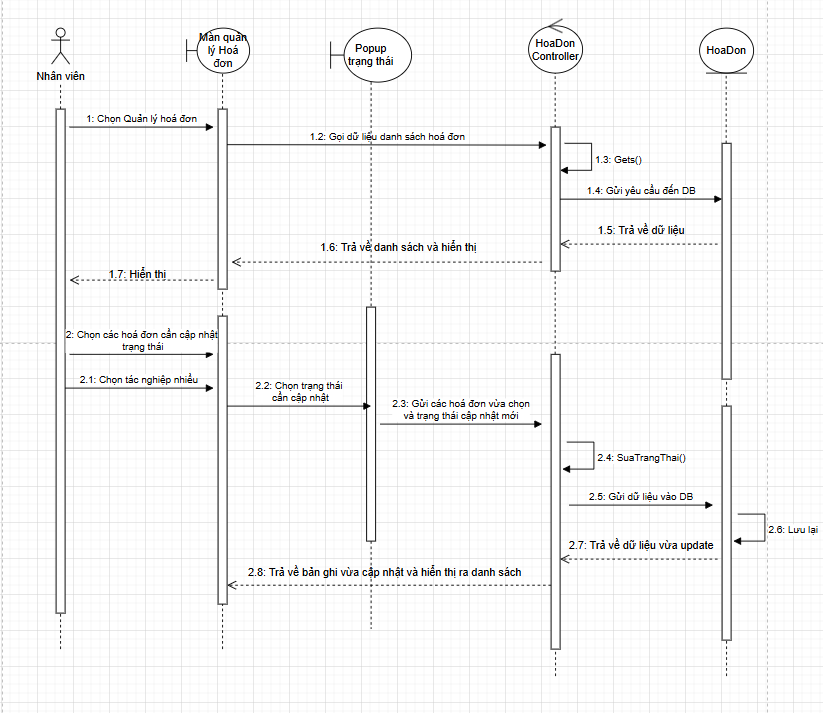 Màn quản
lý Hoá
đơn
Popup
trạng thái
HoaDon
Controller
HoaDon
Nhân viên
1: Chọn Quản lý hoá đơn
1.2: Gọi dữ liệu danh sách hoá đơn
1.3: Gets()
1.4: Gửi yêu cầu đến DB
1.5: Trả về dữ liệu
1.6: Trả về danh sách và hiển thị
1.7: Hiển thị
2: Chọn các hoá đơn cần cập nhật
trạng thái
2.1: Chọn tác nghiệp nhiều
2.2: Chọn trạng thái
cần cập nhật
2.3: Gửi các hoá đơn vừa chọn
và trạng thái cập nhật mới
2.4: SuaTrangThai()
2.5: Gửi dữ liệu vào DB
2.6: Lưu lại
2.7: Trả về dữ liệu vừa update
2.8: Trả về bản ghi vừa cập nhật và hiển thị ra danh sách